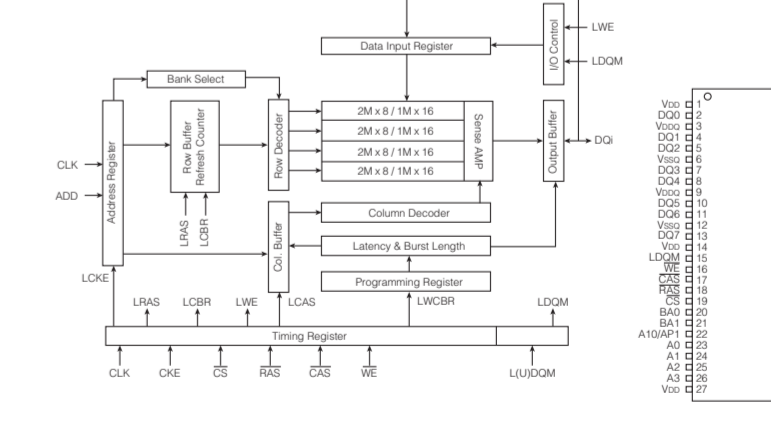 LWE
Data Input Register
I/O Control
LDQM
Bank Select
CLK
ADD
Address Register
Row Buffer
Refresh Counter
LRAS
LCBR
Row Decoder
2M x 8 / 1M x 16
2M x 8 / 1M x 16
2M x 8 / 1M x 16
2M x 8 / 1M x 16
Sense AMP
Output Buffer
DQi
Col. Buffer
Column Decoder
Latency & Burst Length
Programming Register
LCKE
LRAS
LCBR
LWE
LCAS
LWCBR
LDQM
Timing Register
CLK
CKE
CS
RAS
CAS
WE
L(U)DQM
VDD 1
DQ0 2
VDDQ 3
DQ1 4
DQ2 5
VSSQ 6
DQ3 7
DQ4 8
VDDQ 9
DQ5 10
DQ6 11
VSSQ 12
DQ7 13
VDD 14
LDQM 15
WE 16
CAS 17
RAS 18
CS 19
BA0 20
BA1 21
A10/AP1 22
A0 23
A1 24
A2 25
A3 26
VDD 27